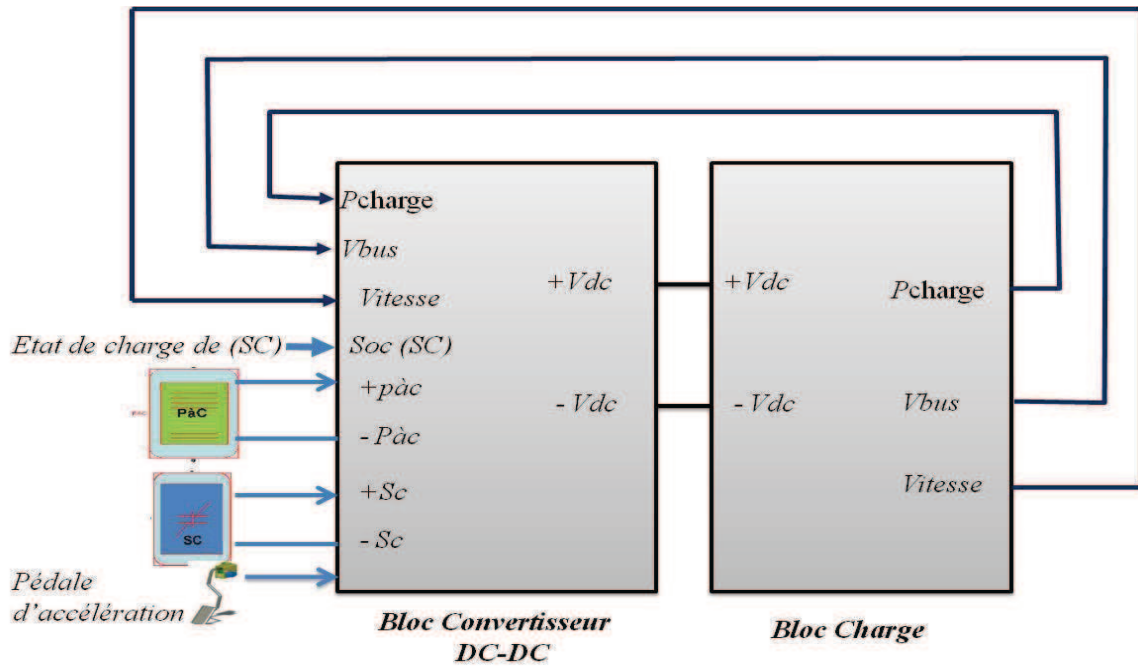 Pcharge
Vbus
Vitesse
Etat de charge de (SC)
Soc (SC)
+pàc
- Pàc
+Sc
- Sc
PàC
SC
Pédale
d'accélération
+Vdc
- Vdc
Bloc Convertisseur
DC-DC
+Vdc
- Vdc
Pcharge
Vbus
Vitesse
Bloc Charge